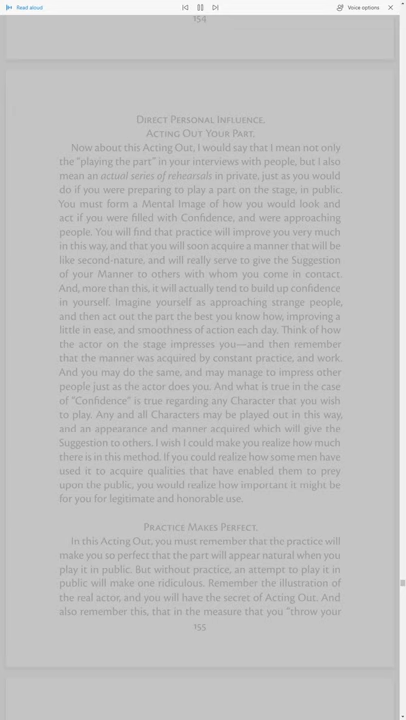 Read aloud
Voice options
154
Direct Personal Influence.
Acting Out Your Part.
Now about this Acting Out, I would say that I mean not only
the "playing the part" in your interviews with people, but I also
mean an actual series of rehearsals in private, just as you would
do if you were preparing to play a part on the stage, in public.
You must form a Mental Image of how you would look and
act if you were filled with Confidence, and were approaching
people. You will find that practice will improve you very much
in this way, and that you will soon acquire a manner that will be
like second-nature, and will really serve to give the Suggestion
of your Manner to others with whom you come in contact.
And, more than this, it will actually tend to build up confidence
in yourself. Imagine yourself as approaching strange people,
and then act out the part the best you know how, improving a
little in ease, and smoothness of action each day. Think of how
the actor on the stage impresses you—and then remember
that the manner was acquired by constant practice, and work.
And you may do the same, and may manage to impress other
people just as the actor does you. And what is true in the case
of "Confidence" is true regarding any Character that you wish
to play. Any and all Characters may be played out in this way,
and an appearance and manner acquired which will give the
Suggestion to others. I wish I could make you realize how much
there is in this method. If you could realize how some men have
used it to acquire qualities that have enabled them to prey
upon the public, you would realize how important it might be
for you for legitimate and honorable use.
Practice Makes Perfect.
In this Acting Out, you must remember that the practice will
make you so perfect that the part will appear natural when you
play it in public. But without practice, an attempt to play it in
public will make one ridiculous. Remember the illustration of
the real actor, and you will have the secret of Acting Out. And
also remember this, that in the measure that you "throw your
155